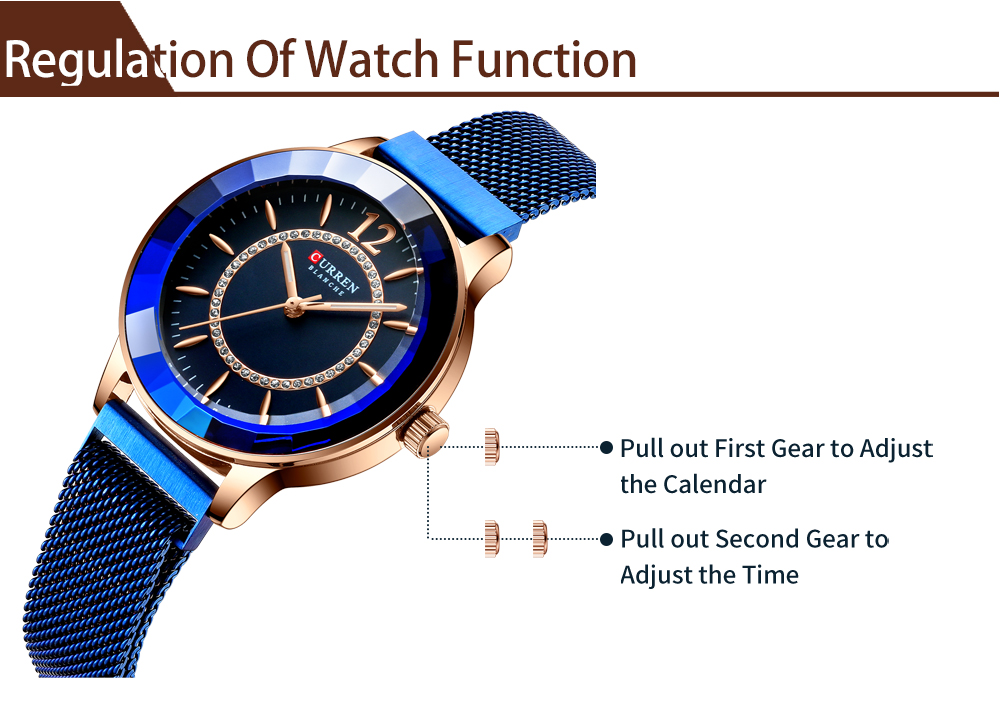 Regulation Of Watch Function
12
CURREN
BLANCHE
Pull out First Gear to Adjust
the Calendar
Pull out Second Gear to
Adjust the Time